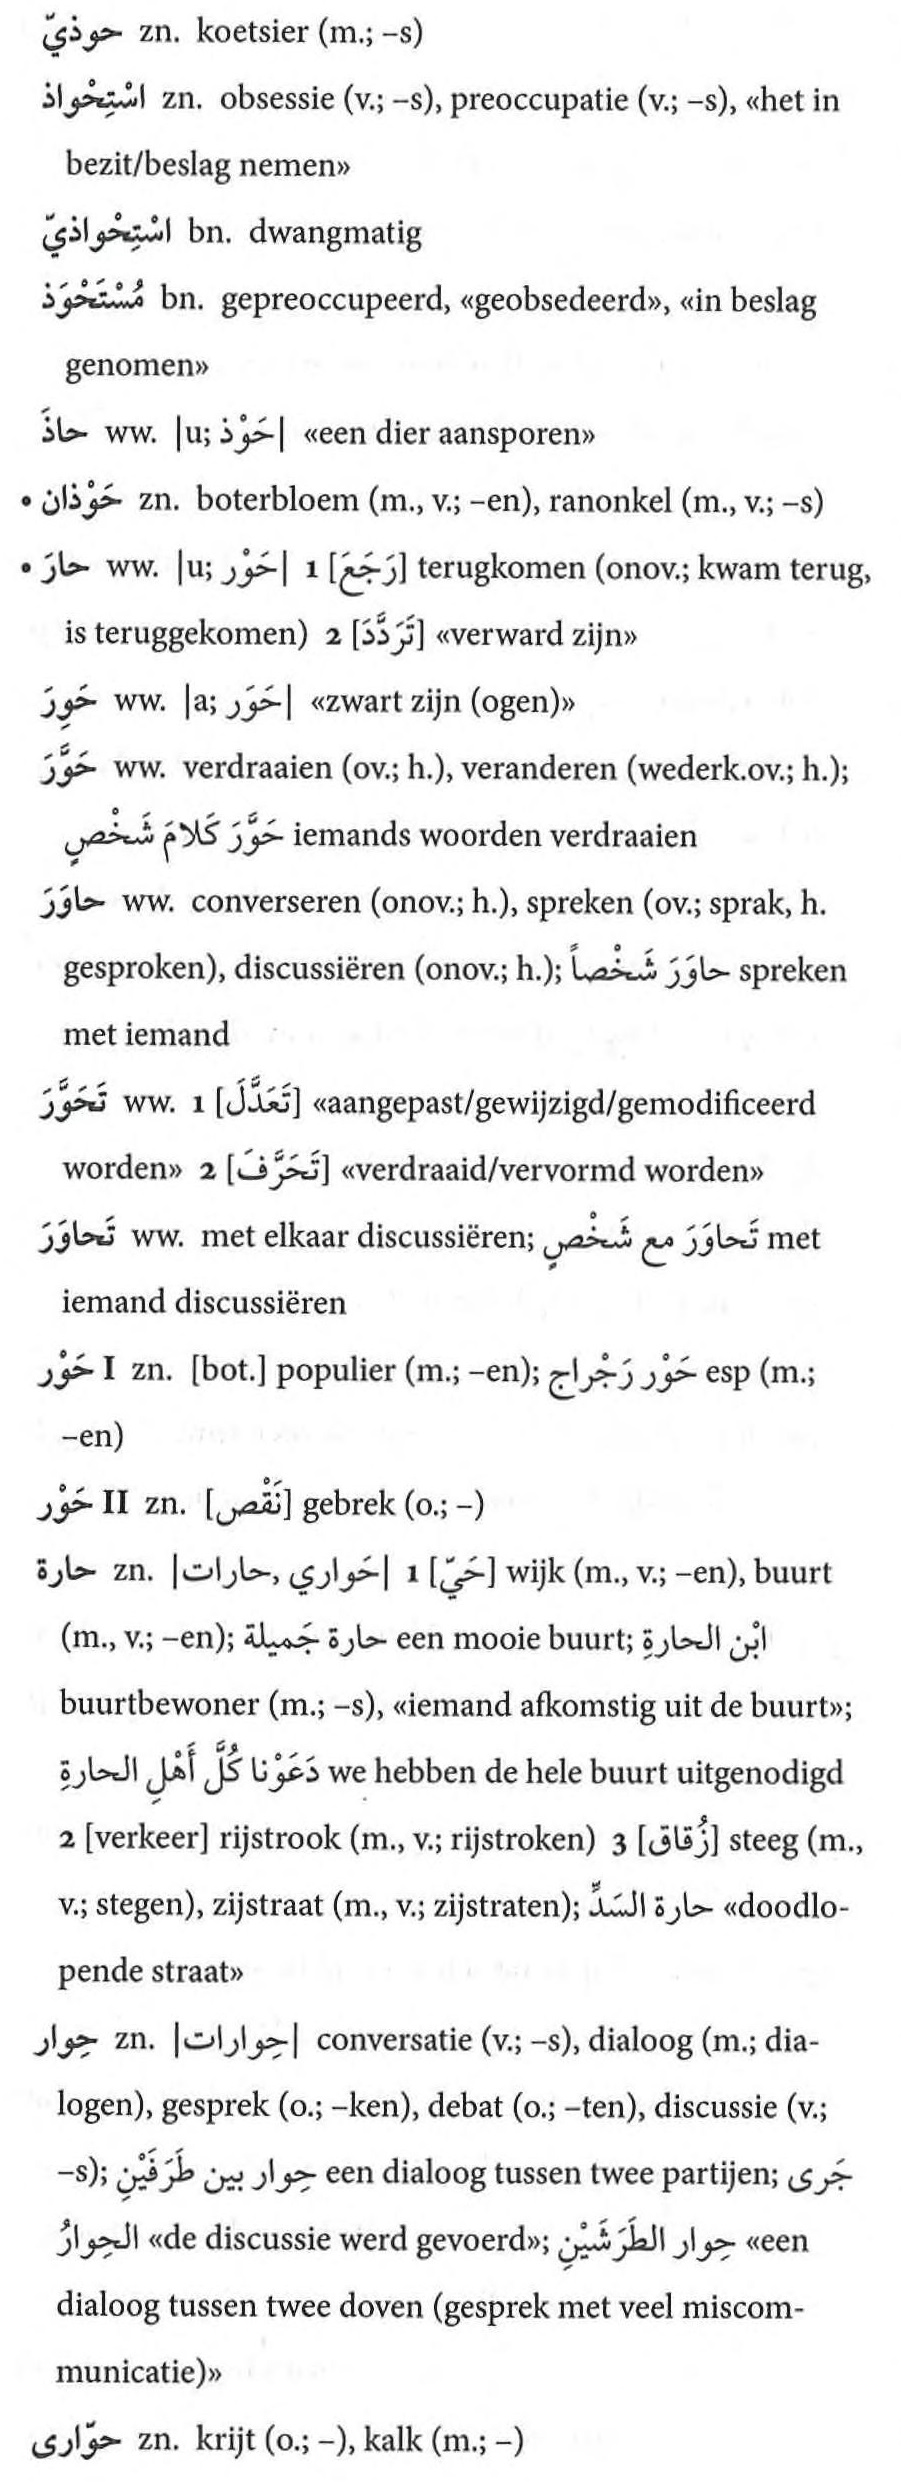 حوذيّ zn. koetsier (m.; –s)
اسْتِحْواذ zn. obsessie (v.; –s), preoccupatie (v.; –s), «het in
bezit/beslag nemen»
اسْتِحْواذيّ bn. dwangmatig
مُسْتَحْوَذ bn. gepreoccupeerd, «geobsedeerd», «in beslag
genomen»
حاذَ ww. |u; حَوْذ| «een dier aansporen»
• حَوْذان zn. boterbloem (m., v.; –en), ranonkel (m., v.; –s)
• حارَ ww. |u; حَوْر| 1 [رَجَعَ] terugkomen (onov.; kwam terug,
is teruggekomen) 2 [تَرَدَّدَ] «verward zijn»
حَوِرَ ww. |a; حَوَر| «zwart zijn (ogen)»
حَوَّرَ ww. verdraaien (ov.; h.), veranderen (wederk.ov.; h.);
حَوَّرَ كَلامَ شَخْصٍ iemands woorden verdraaien
حاوَرَ ww. converseren (onov.; h.), spreken (ov.; sprak, h.
gesproken), discussiëren (onov.; h.); حاوَرَ شَخْصاً spreken
met iemand
تَحَوَّرَ ww. 1 [تَعَدَّلَ] «aangepast/gewijzigd/gemodificeerd
worden» 2 [تَحَرَّفَ] «verdraaid/vervormd worden»
تَحاوَرَ ww. met elkaar discussiëren; تَحاوَرَ مع شَخْصٍ met
iemand discussiëren
حَوْر I zn. [bot.] populier (m.; –en); حَوْر رَجْراج esp (m.;
–en)
حَوْر II zn. [نَقْص] gebrek (o.; –)
حارة zn. |حَواري, حارات| 1 [حَيّ] wijk (m., v.; –en), buurt
(m., v.; –en); حارة جَميلة een mooie buurt; ابْن الحارةِ
buurtbewoner (m.; –s), «iemand afkomstig uit de buurt»;
دَعَوْنا كُلَّ أَهْلِ الحارةِ we hebben de hele buurt uitgenodigd
2 [verkeer] rijstrook (m., v.; rijstroken) 3 [زُقاق] steeg (m.,
v.; stegen), zijstraat (m., v.; zijstraten); حارة السَدِّ «doodlo-
pende straat»
حِوار zn. |حِوارات| conversatie (v.; –s), dialoog (m.; dia-
logen), gesprek (o.; –ken), debat (o.; –ten), discussie (v.;
–s); حِوار بين طَرَفَيْنِ een dialoog tussen twee partijen; جَرى
الحِوارُ «de discussie werd gevoerd»; حِوار الطَرَشَيْنِ «een
dialoog tussen twee doven (gesprek met veel miscom-
municatie)»
حوّارى zn. krijt (o.; –), kalk (m.; –)